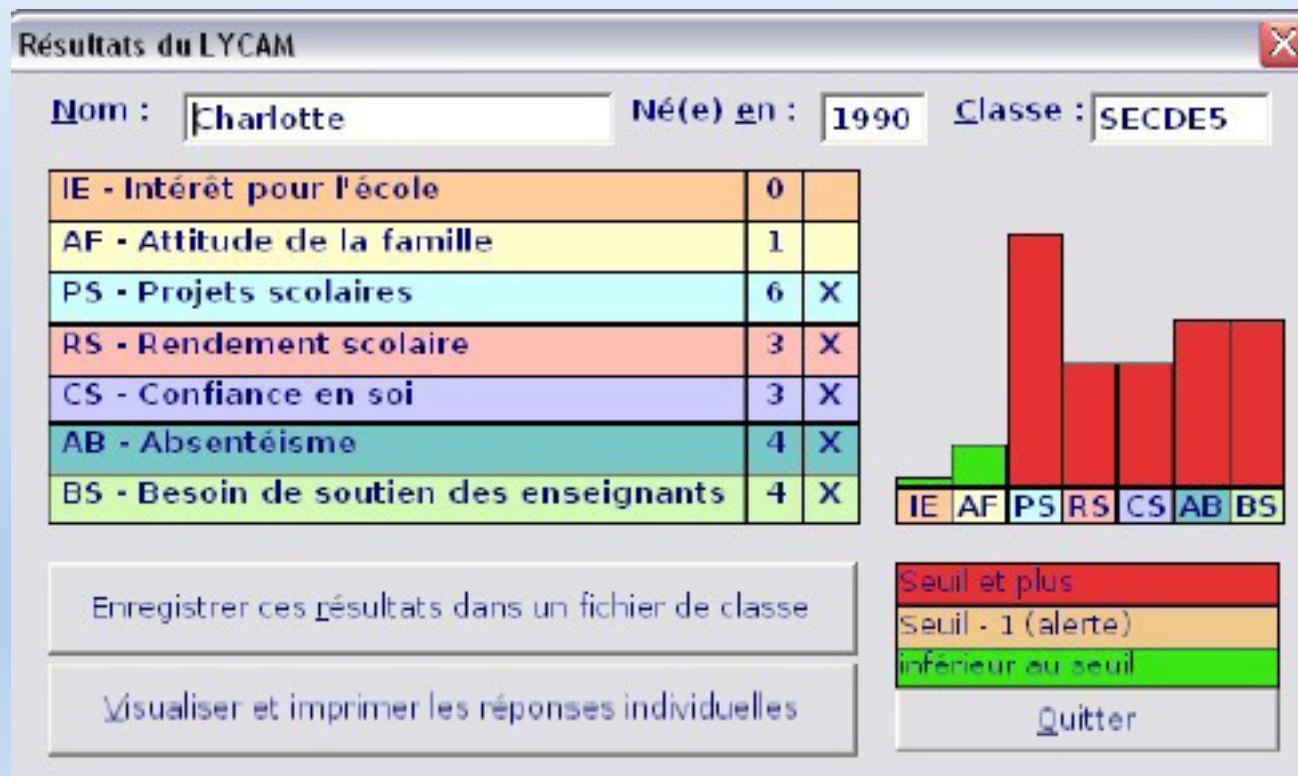 Résultats du LYCAM
Nom : Charlotte Né(e) en : 1990 Classe : SECDE5
IE - Intérêt pour l'école 0
AF - Attitude de la famille 1
PS - Projets scolaires 6 X
RS - Rendement scolaire 3 X
CS - Confiance en soi 3 X
AB - Absentéisme 4 X
BS - Besoin de soutien des enseignants 4 X
IE AF PS RS CS AB BS
Enregistrer ces résultats dans un fichier de classe
Visualiser et imprimer les réponses individuelles
Seuil et plus
Seuil - 1 (alerte)
inférieur au seuil
Quitter